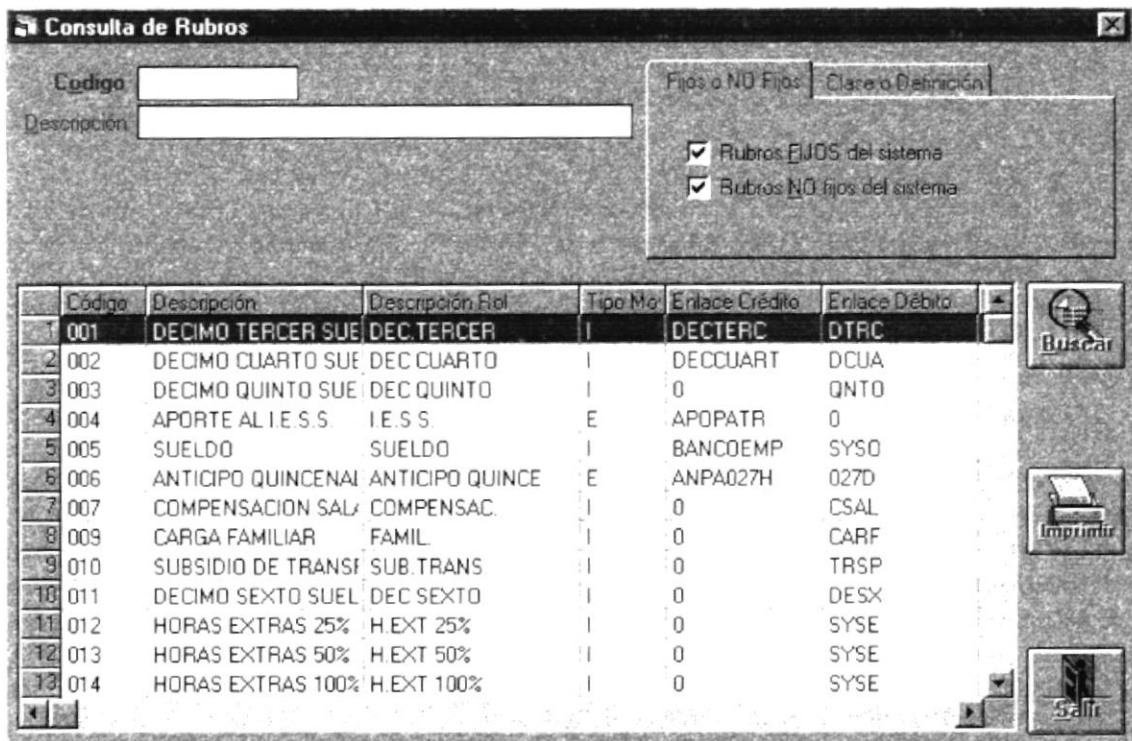 Consulta de Rubros
Codigo
Descripción
Fijos o NO Fijos Clase o Definición
Rubros FIJOS del sistema
Rubros NO fijos del sistema
Código Descripción Descripción Rol Tipo Mo Enlace Crédito Enlace Débito
1 001 DECIMO TERCER SUE DEC.TERCER I DECTERC DTRC
2 002 DECIMO CUARTO SUE DEC CUARTO I DECCUART DCUA
3 003 DECIMO QUINTO SUE DEC QUINTO I 0 QNTO
4 004 APORTE AL I.E.S.S. I.E.S S. E APOPATR 0
5 005 SUELDO SUELDO I BANCOEMP SYSO
6 006 ANTICIPO QUINCENAL ANTICIPO QUINCE E ANPA027H 027D
7 007 COMPENSACION SALA COMPENSAC. I 0 CSAL
8 009 CARGA FAMILIAR FAMIL. I 0 CARF
9 010 SUBSIDIO DE TRANSF SUB.TRANS I 0 TRSP
10 011 DECIMO SEXTO SUEL DEC SEXTO I 0 DESX
11 012 HORAS EXTRAS 25% H.EXT 25% I 0 SYSE
12 013 HORAS EXTRAS 50% H.EXT 50% I 0 SYSE
13 014 HORAS EXTRAS 100% H.EXT 100% I 0 SYSE
Buscar
Imprimir
Salir